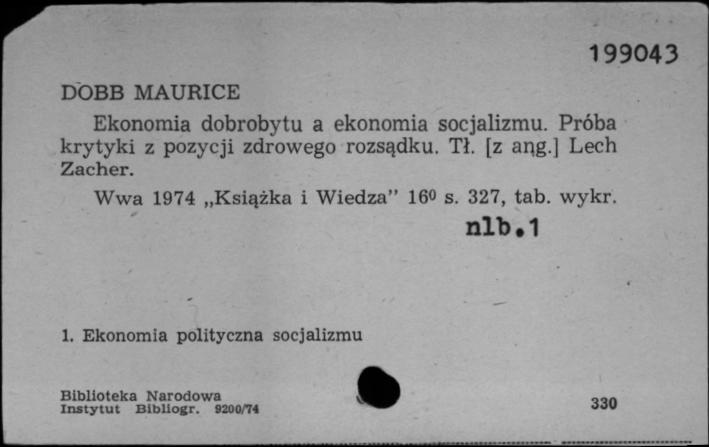 199043
DOBB MAURICE
Ekonomia dobrobytu a ekonomia socjalizmu. Próba
krytyki z pozycji zdrowego rozsądku. Tł. [z ang.] Lech
Zacher.
Wwa 1974 „Książka i Wiedza” 16⁰ s. 327, tab. wykr.
nlb.1
1. Ekonomia polityczna socjalizmu
Biblioteka Narodowa
Instytut Bibliogr. 9200/74
330